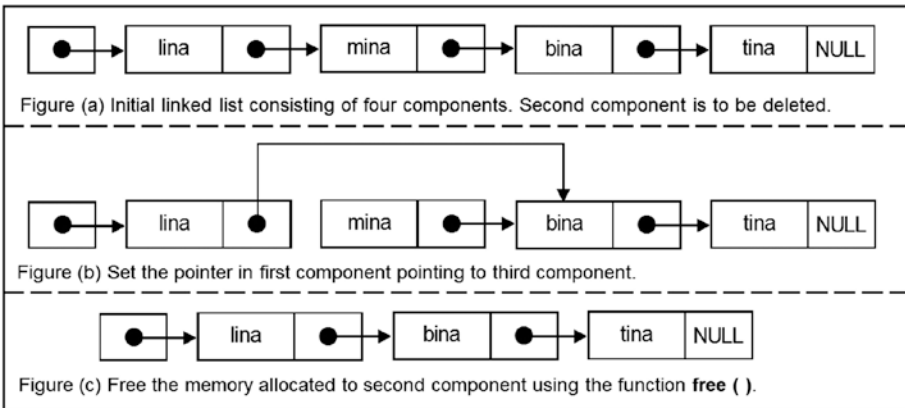 lina mina bina tina NULL
Figure (a) Initial linked list consisting of four components. Second component is to be deleted.
lina mina bina tina NULL
Figure (b) Set the pointer in first component pointing to third component.
lina bina tina NULL
Figure (c) Free the memory allocated to second component using the function free ( ).